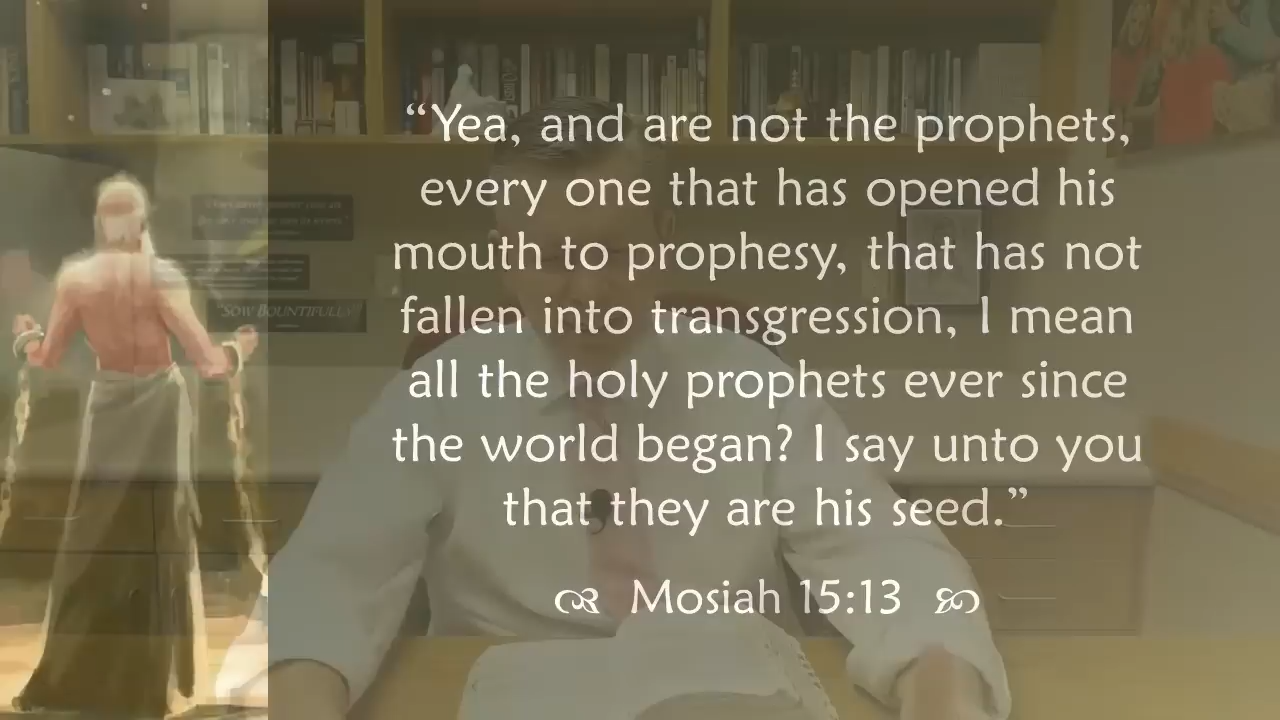 “Yea, and are not the prophets,
every one that has opened his
mouth to prophesy, that has not
fallen into transgression, I mean
all the holy prophets ever since
the world began? I say unto you
that they are his seed.”
Mosiah 15:13
"SOW BOUNTIFULLY"